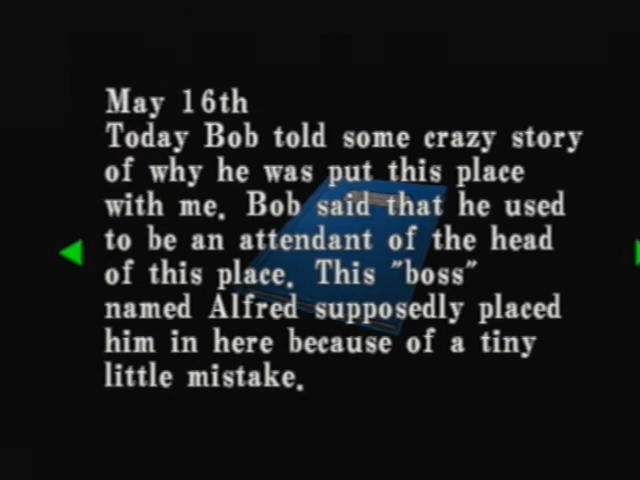 May 16th
Today Bob told some crazy story
of why he was put this place
with me. Bob said that he used
to be an attendant of the head
of this place. This "boss"
named Alfred supposedly placed
him in here because of a tiny
little mistake.